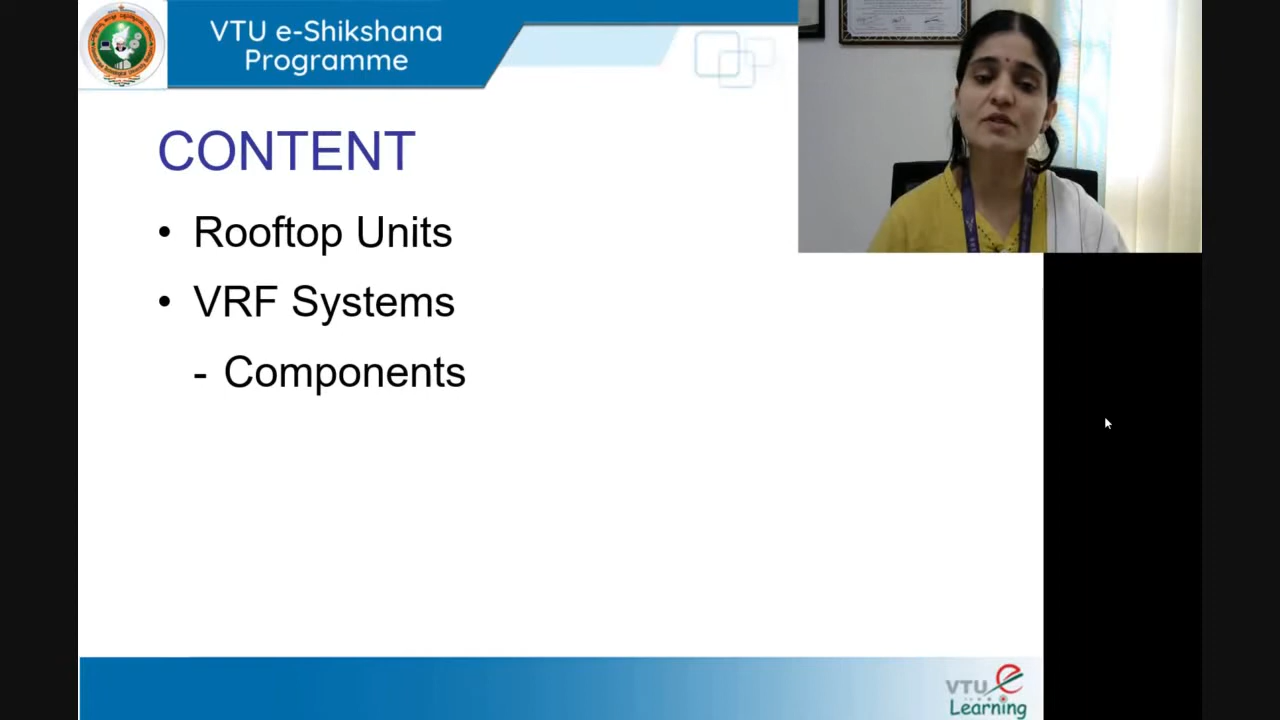 VTU e-Shikshana
Programme
CONTENT
• Rooftop Units
• VRF Systems
- Components
VTU e
Learning